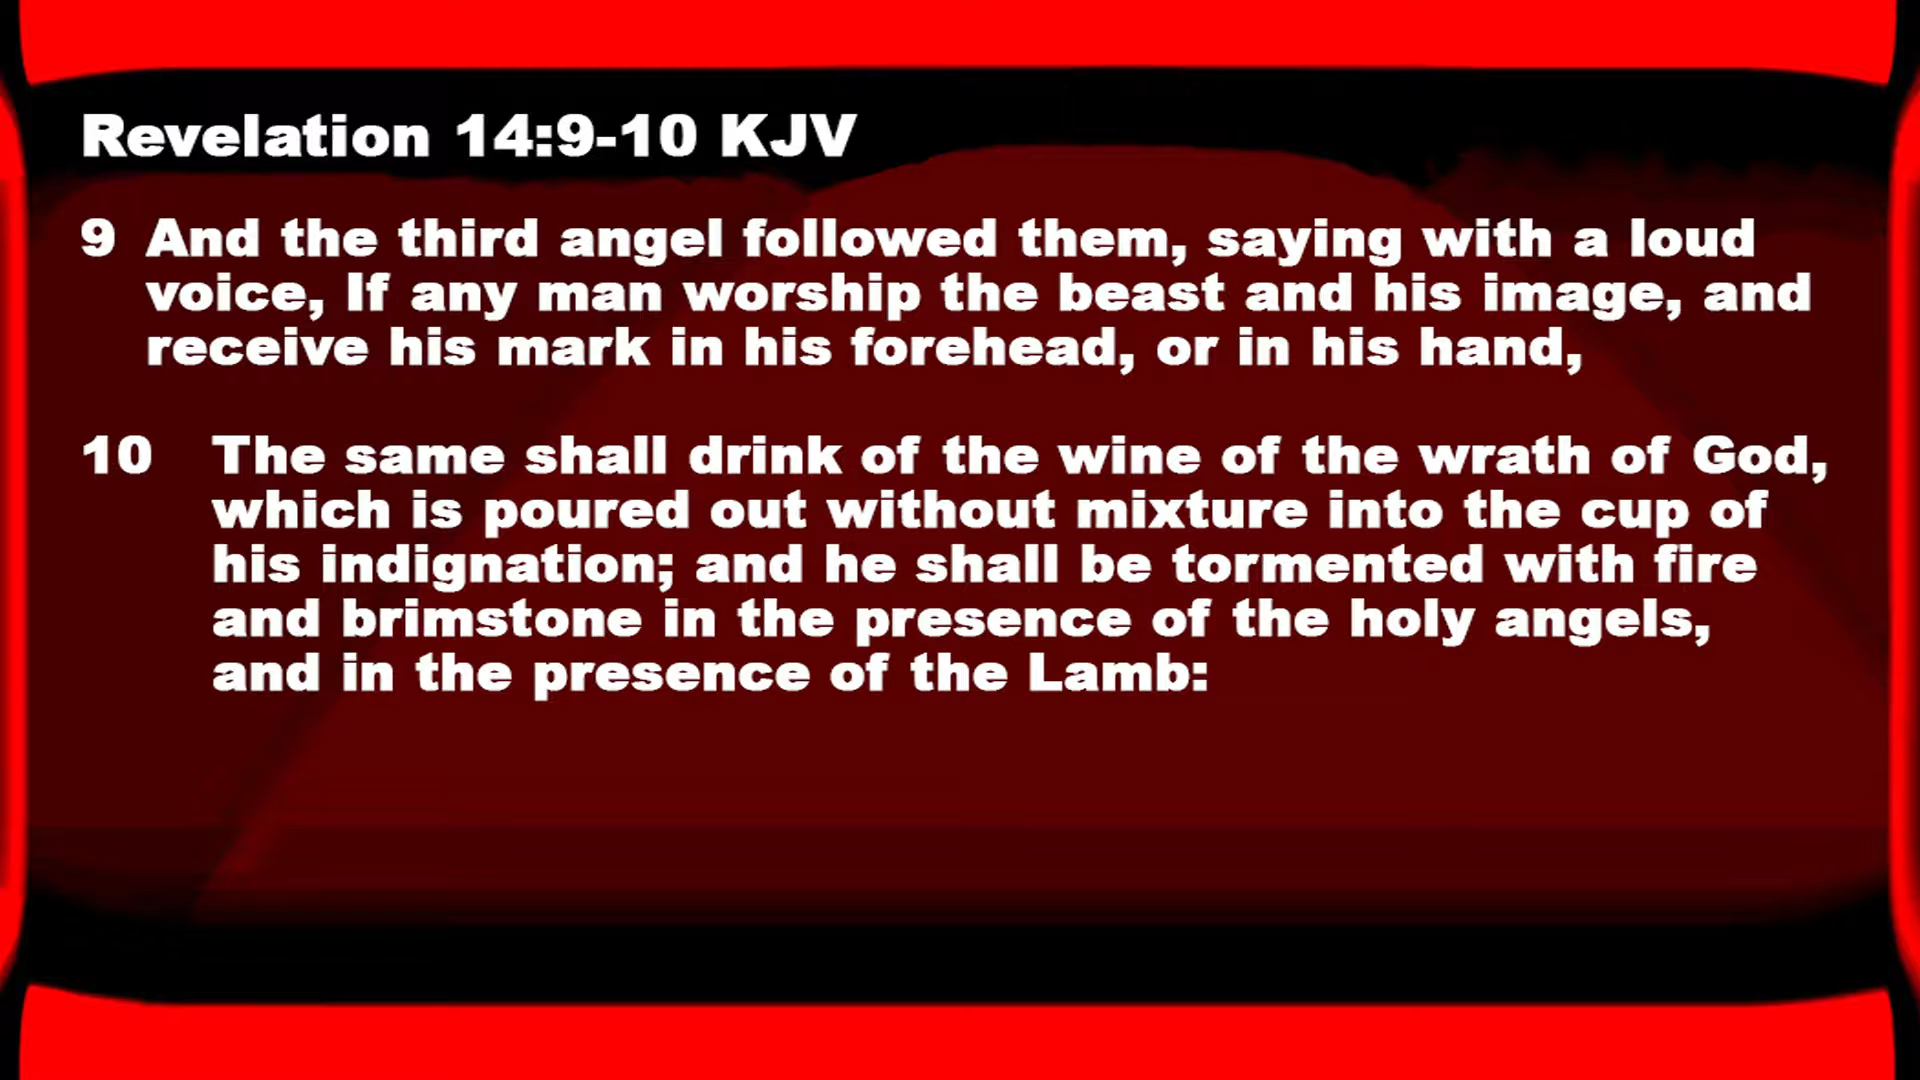 Revelation 14:9-10 KJV
9 And the third angel followed them, saying with a loud
voice, If any man worship the beast and his image, and
receive his mark in his forehead, or in his hand,
10 The same shall drink of the wine of the wrath of God,
which is poured out without mixture into the cup of
his indignation; and he shall be tormented with fire
and brimstone in the presence of the holy angels,
and in the presence of the Lamb: